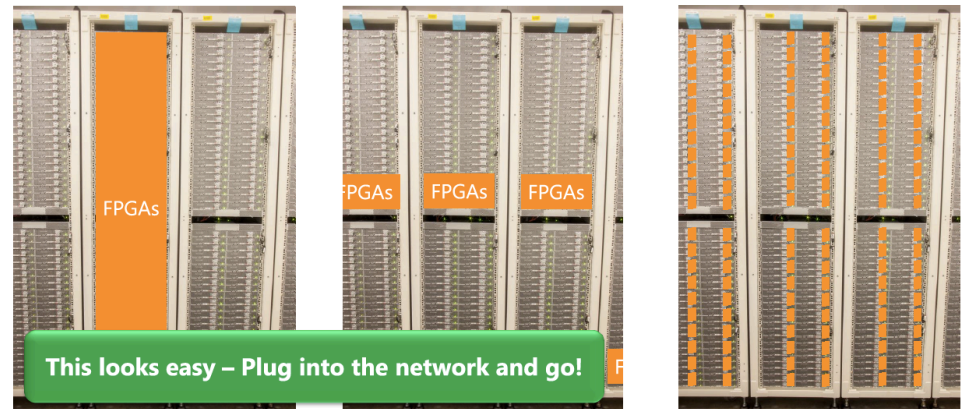 FPGAs
FPGAs
FPGAs
FPGAs
This looks easy – Plug into the network and go!
F